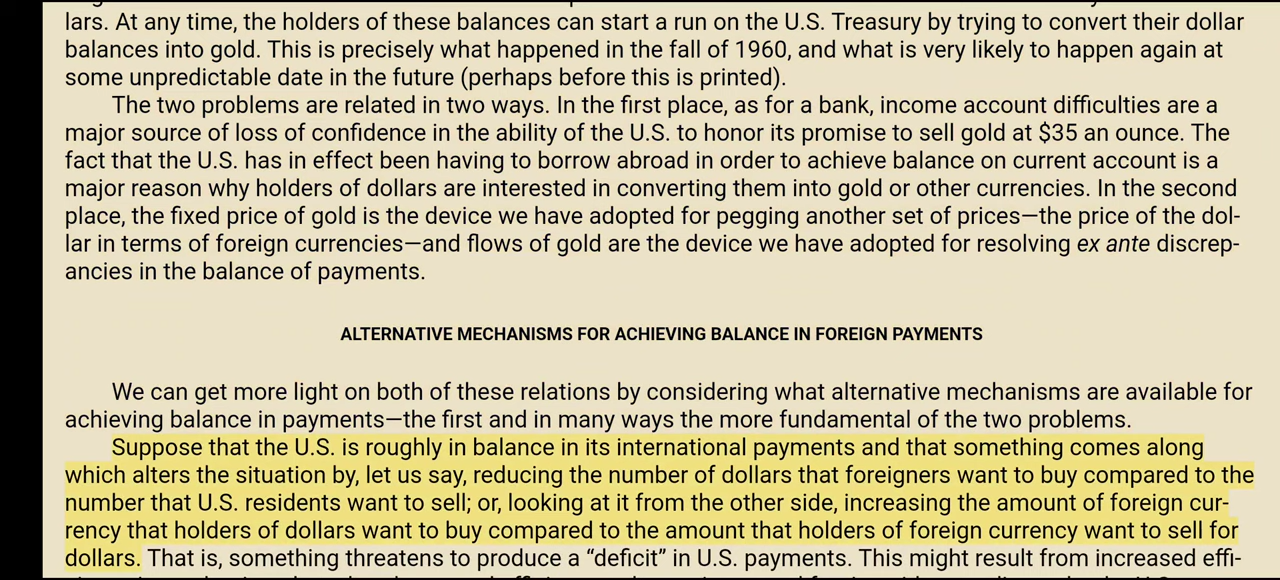 lars. At any time, the holders of these balances can start a run on the U.S. Treasury by trying to convert their dollar
balances into gold. This is precisely what happened in the fall of 1960, and what is very likely to happen again at
some unpredictable date in the future (perhaps before this is printed).
The two problems are related in two ways. In the first place, as for a bank, income account difficulties are a
major source of loss of confidence in the ability of the U.S. to honor its promise to sell gold at $35 an ounce. The
fact that the U.S. has in effect been having to borrow abroad in order to achieve balance on current account is a
major reason why holders of dollars are interested in converting them into gold or other currencies. In the second
place, the fixed price of gold is the device we have adopted for pegging another set of prices—the price of the dol-
lar in terms of foreign currencies—and flows of gold are the device we have adopted for resolving ex ante discrep-
ancies in the balance of payments.
ALTERNATIVE MECHANISMS FOR ACHIEVING BALANCE IN FOREIGN PAYMENTS
We can get more light on both of these relations by considering what alternative mechanisms are available for
achieving balance in payments—the first and in many ways the more fundamental of the two problems.
Suppose that the U.S. is roughly in balance in its international payments and that something comes along
which alters the situation by, let us say, reducing the number of dollars that foreigners want to buy compared to the
number that U.S. residents want to sell; or, looking at it from the other side, increasing the amount of foreign cur-
rency that holders of dollars want to buy compared to the amount that holders of foreign currency want to sell for
dollars. That is, something threatens to produce a “deficit” in U.S. payments. This might result from increased effi-